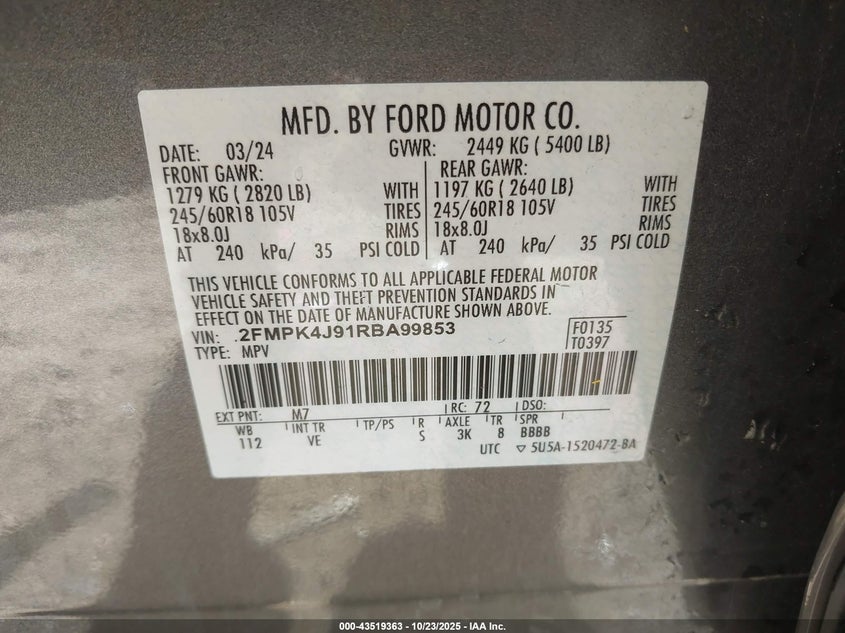 MFD. BY FORD MOTOR CO.
DATE: 03/24 GVWR: 2449 KG ( 5400 LB)
FRONT GAWR: REAR GAWR:
1279 KG ( 2820 LB) WITH 1197 KG ( 2640 LB) WITH
245/60R18 105V TIRES 245/60R18 105V TIRES
18x8.0J RIMS 18x8.0J RIMS
AT 240 kPa/ 35 PSI COLD AT 240 kPa/ 35 PSI COLD
THIS VEHICLE CONFORMS TO ALL APPLICABLE FEDERAL MOTOR
VEHICLE SAFETY AND THEFT PREVENTION STANDARDS IN
EFFECT ON THE DATE OF MANUFACTURE SHOWN ABOVE.
VIN: .2FMPK4J91RBA99853 F0135
TYPE: MPV T0397
EXT PNT: M7 RC: 72 DSO:
WB INT TR TP/PS R AXLE TR SPR
112 VE S 3K 8 BBBB
UTC ▽ 5U5A-1520472-BA
000-43519363 - 10/23/2025 - IAA Inc.